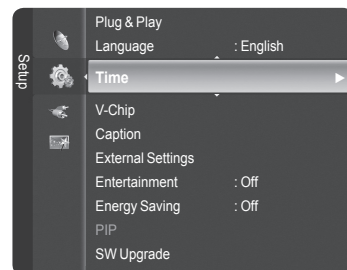 Setup
Plug & Play
Language : English
Time
V-Chip
Caption
External Settings
Entertainment : Off
Energy Saving : Off
PIP
SW Upgrade